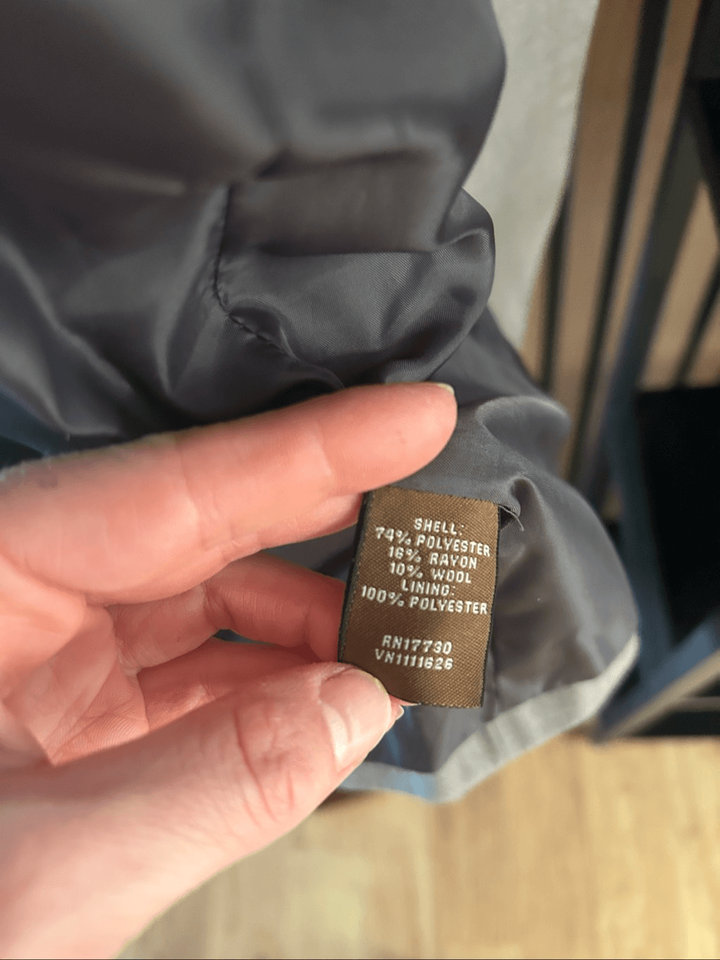 SHELL:
74% POLYESTER
16% RAYON
10% WOOL
LINING:
100% POLYESTER
RN17730
VN1111626